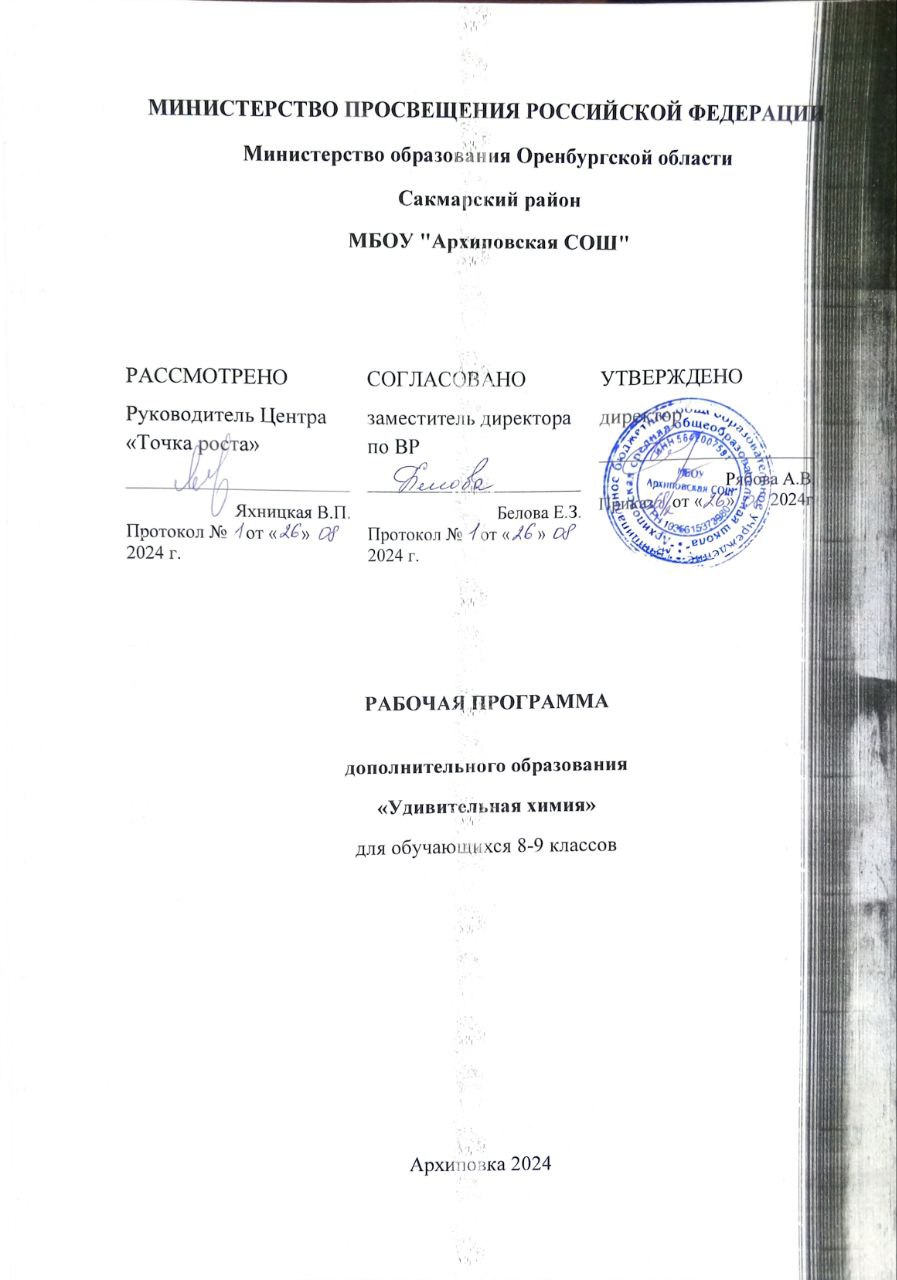 МИНИСТЕРСТВО ПРОСВЕЩЕНИЯ РОССИЙСКОЙ ФЕДЕРАЦИИ
Министерство образования Оренбургской области
Сакмарский район
МБОУ "Архиповская СОШ"
РАССМОТРЕНО
Руководитель Центра
«Точка роста»
Яхницкая В.П.
Протокол № 1 от «26» 08
2024 г.
СОГЛАСОВАНО
заместитель директора
по ВР
Белова
Белова Е.З.
Протокол № 1 от «26» 08
2024 г.
УТВЕРЖДЕНО
директор
Рябова А.В
Приказ от «26» 2024г
МБОУ
Архиповская СОШ
РАБОЧАЯ ПРОГРАММА
дополнительного образования
«Удивительная химия»
для обучающихся 8-9 классов
Архиповка 2024